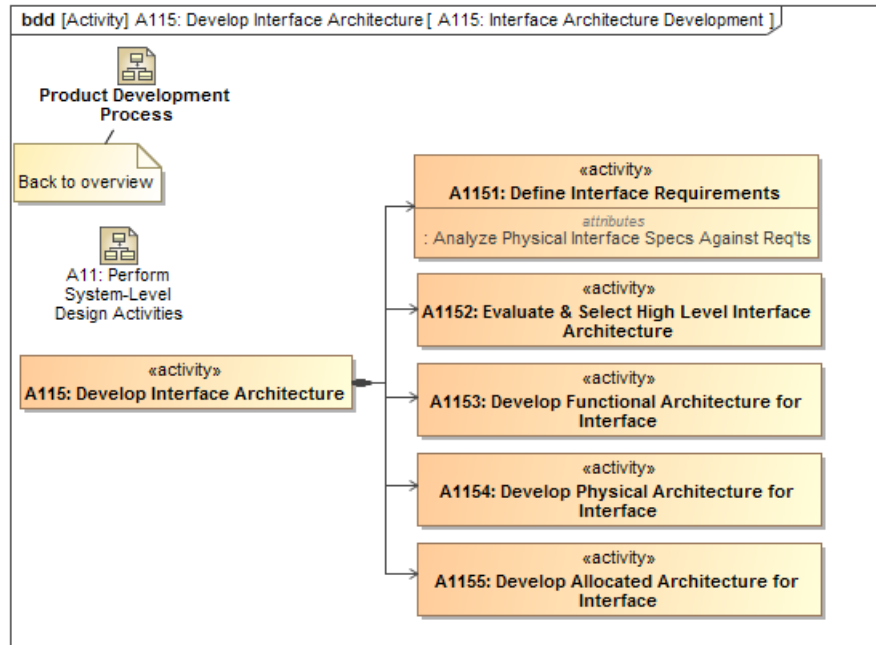 bdd [Activity] A115: Develop Interface Architecture [ A115: Interface Architecture Development ]
Product Development
Process
Back to overview
A11: Perform
System-Level
Design Activities
«activity»
A115: Develop Interface Architecture
«activity»
A1151: Define Interface Requirements
attributes
: Analyze Physical Interface Specs Against Req'ts
«activity»
A1152: Evaluate & Select High Level Interface
Architecture
«activity»
A1153: Develop Functional Architecture for
Interface
«activity»
A1154: Develop Physical Architecture for
Interface
«activity»
A1155: Develop Allocated Architecture for
Interface